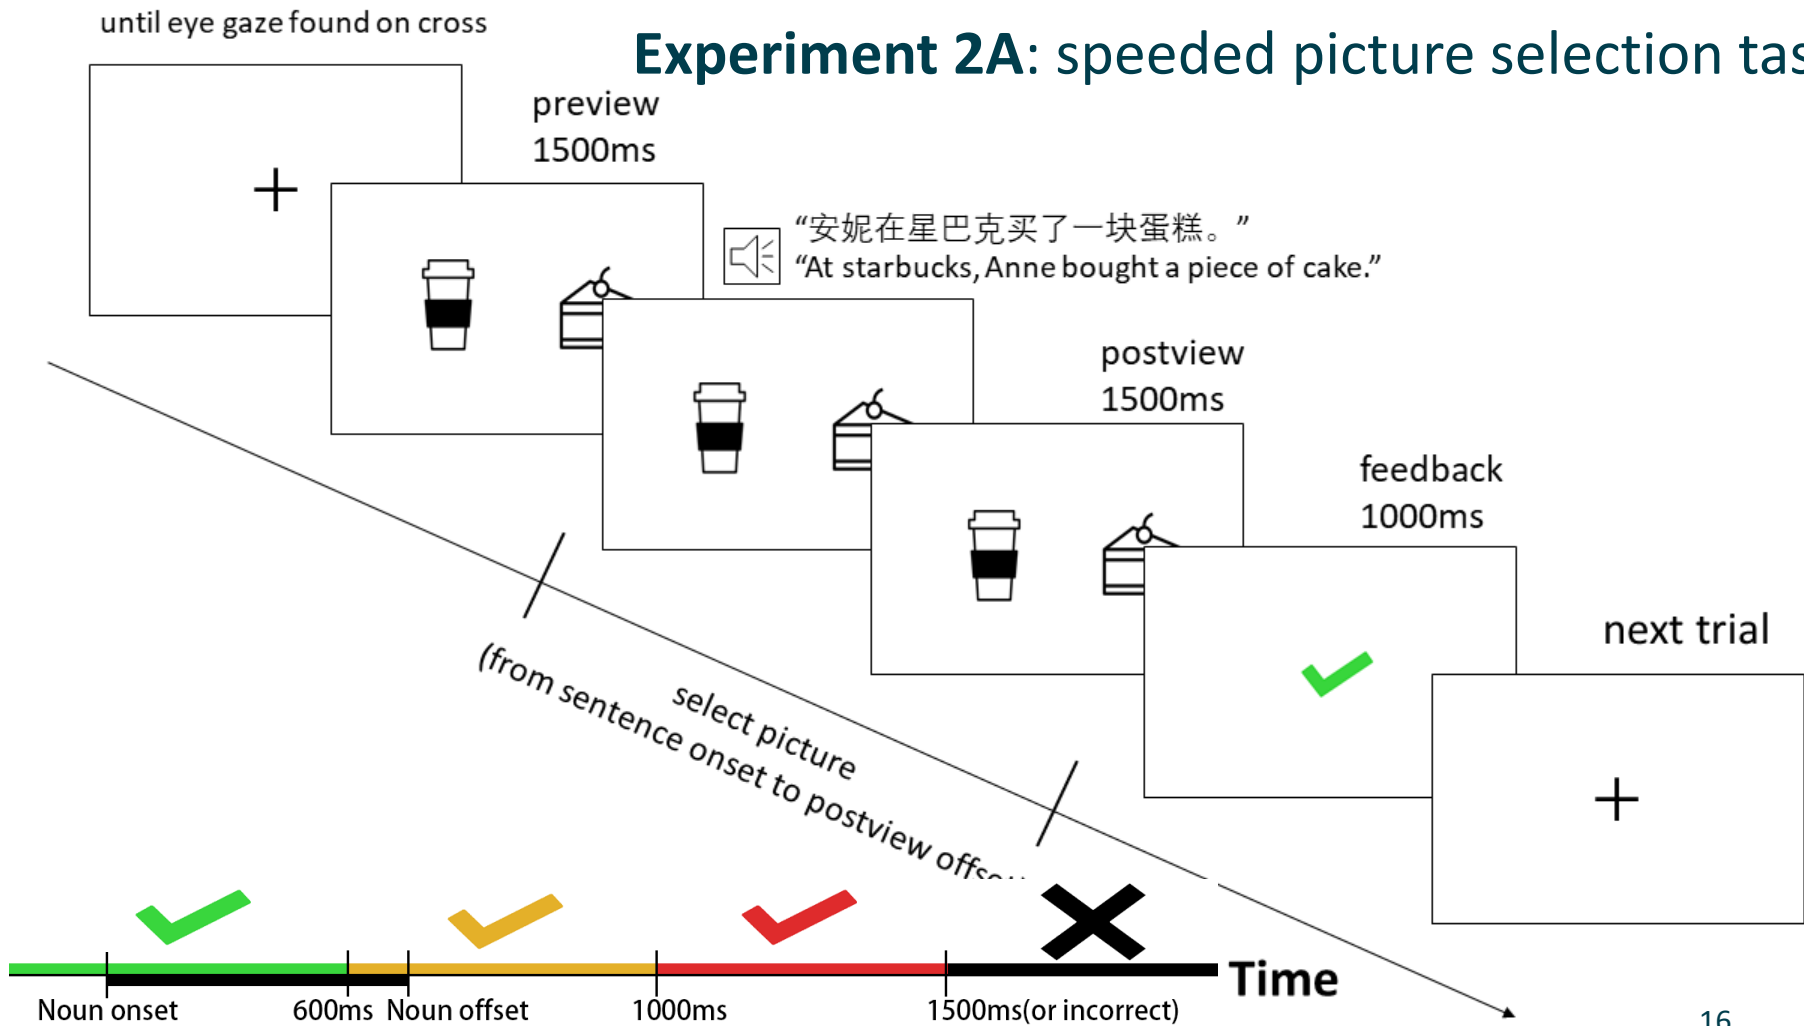 until eye gaze found on cross
Experiment 2A: speeded picture selection tas
preview
1500ms
“安妮在星巴克买了一块蛋糕。”
“At starbucks, Anne bought a piece of cake.”
postview
1500ms
feedback
1000ms
next trial
select picture
(from sentence onset to postview offse
Noun onset
600ms
Noun offset
1000ms
1500ms(or incorrect)
Time
16